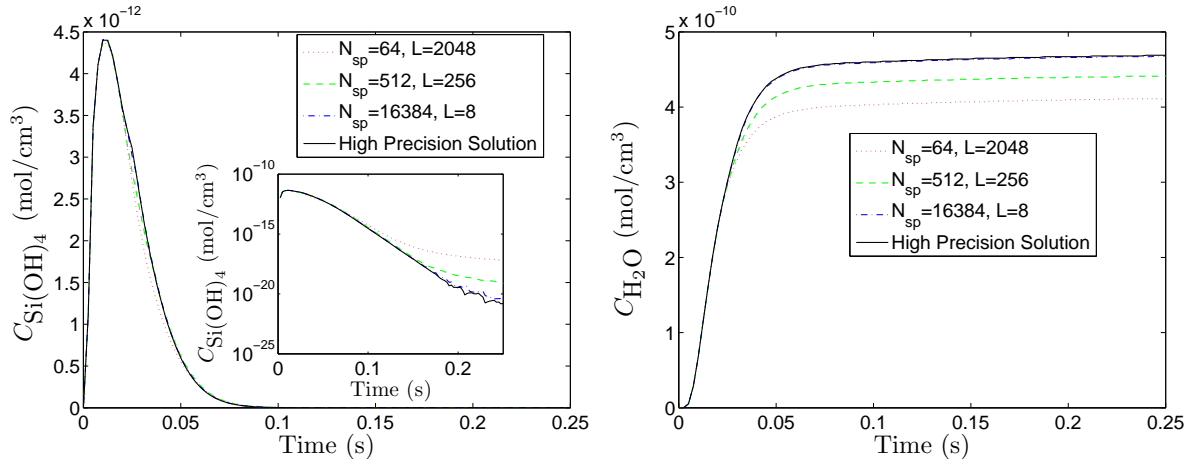 x 10^-12
4.5
4
3.5
3
2.5
2
1.5
1
0.5
0
0 0.05 0.1 0.15 0.2 0.25
Time (s)
C_Si(OH)4 (mol/cm^3)
N_sp=64, L=2048
N_sp=512, L=256
N_sp=16384, L=8
High Precision Solution
10^-10
10^-15
10^-20
10^-25
0 0.1 0.2
Time (s)
C_Si(OH)4 (mol/cm^3)
x 10^-10
5
4
3
2
1
0
0 0.05 0.1 0.15 0.2 0.25
Time (s)
C_H2O (mol/cm^3)
N_sp=64, L=2048
N_sp=512, L=256
N_sp=16384, L=8
High Precision Solution